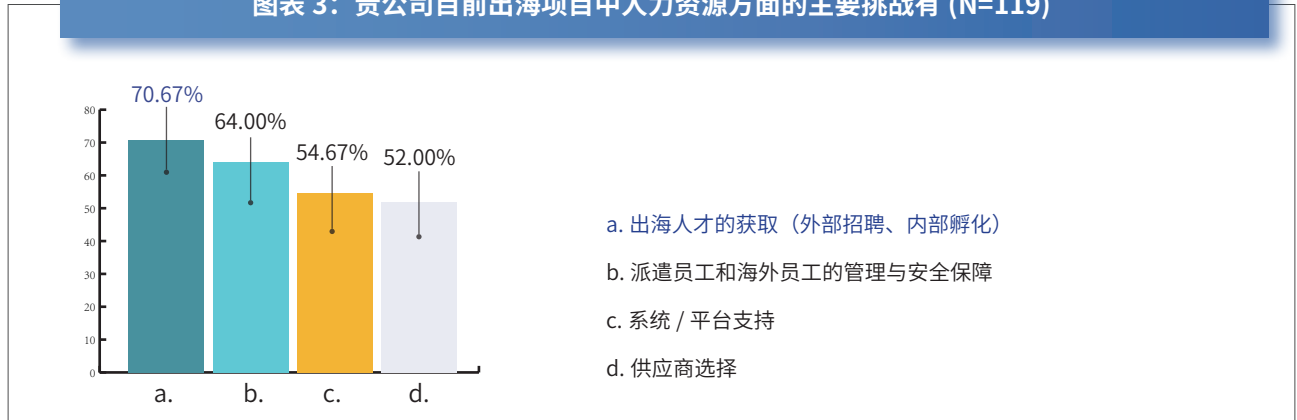 图表 3：贵公司目前出海项目中人力资源方面的主要挑战有 (N=119)
70.67%
64.00%
54.67%
52.00%
80
70
60
50
40
30
20
10
0
a.
b.
c.
d.
a. 出海人才的获取（外部招聘、内部孵化）
b. 派遣员工和海外员工的管理与安全保障
c. 系统 / 平台支持
d. 供应商选择